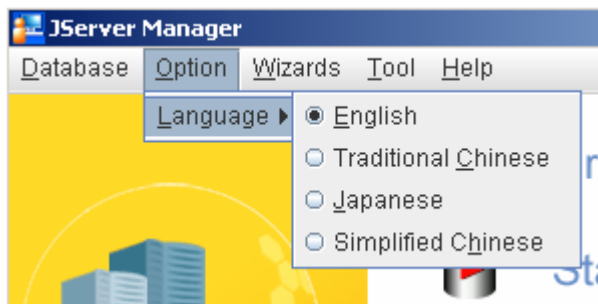 JServer Manager
Database Option Wizards Tool Help
Language English
Traditional Chinese
Japanese
Simplified Chinese